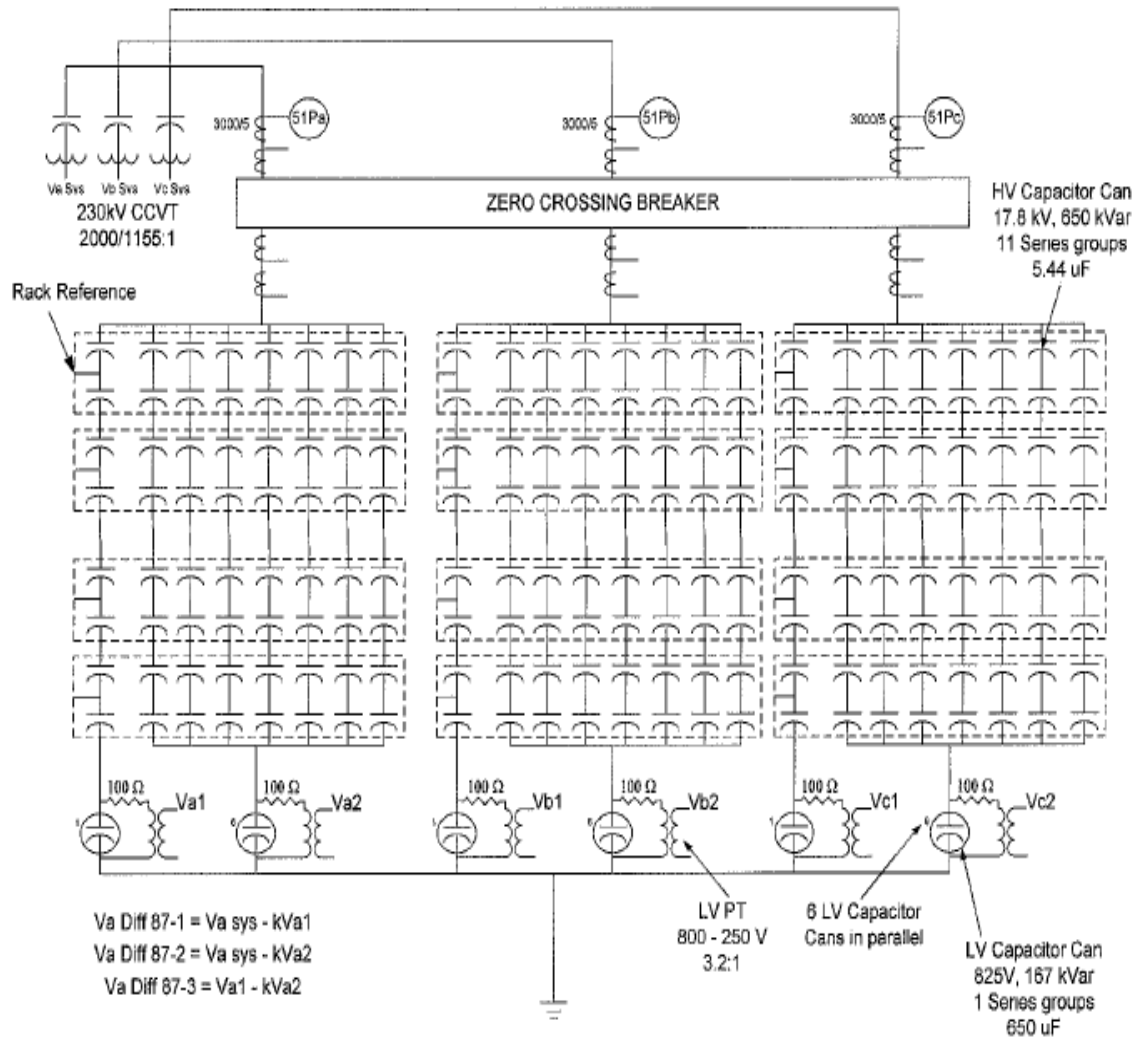 3000/5
51Pa
3000/5
51Pb
3000/5
51Pc
Va Sys
Vb Sys
Vc Sys
230kV CCVT
2000/1155:1
ZERO CROSSING BREAKER
HV Capacitor Can
17.8 kV, 650 kVar
11 Series groups
5.44 uF
Rack Reference
100 Ω
Va1
100 Ω
Va2
100 Ω
Vb1
100 Ω
Vb2
100 Ω
Vc1
100 Ω
Vc2
6
Va Diff 87-1 = Va sys - kVa1
Va Diff 87-2 = Va sys - kVa2
Va Diff 87-3 = Va1 - kVa2
LV PT
800 - 250 V
3.2:1
6 LV Capacitor
Cans in parallel
LV Capacitor Can
825V, 167 kVar
1 Series groups
650 uF